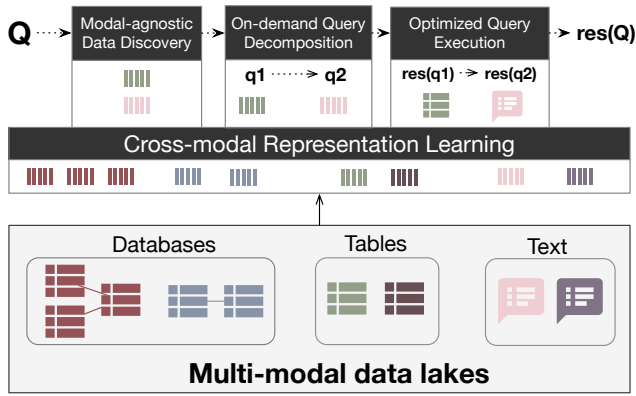 Q
Modal-agnostic
Data Discovery
On-demand Query
Decomposition
Optimized Query
Execution
res(Q)
q1
q2
res(q1)
res(q2)
Cross-modal Representation Learning
Databases
Tables
Text
Multi-modal data lakes